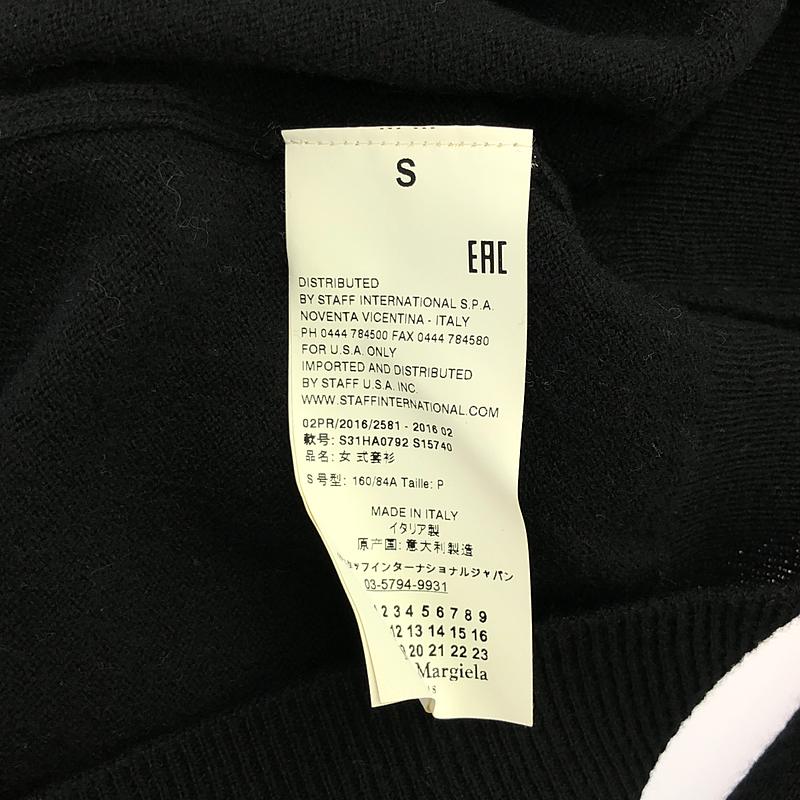 S
EAC
DISTRIBUTED
BY STAFF INTERNATIONAL S.P.A.
NOVENTA VICENTINA - ITALY
PH 0444 784500 FAX 0444 784580
FOR U.S.A. ONLY
IMPORTED AND DISTRIBUTED
BY STAFF U.S.A. INC.
WWW.STAFFINTERNATIONAL.COM
02PR/2016/2581 - 2016 02
款号: S31HA0792 S15740
品名: 女 式套衫
S 号型: 160/84A Taille: P
MADE IN ITALY
イタリア製
原产国: 意大利製造
フインターナショナルジャパン
03-5794-9931
2 3 4 5 6 7 8 9
12 13 14 15 16
20 21 22 23
Margiela